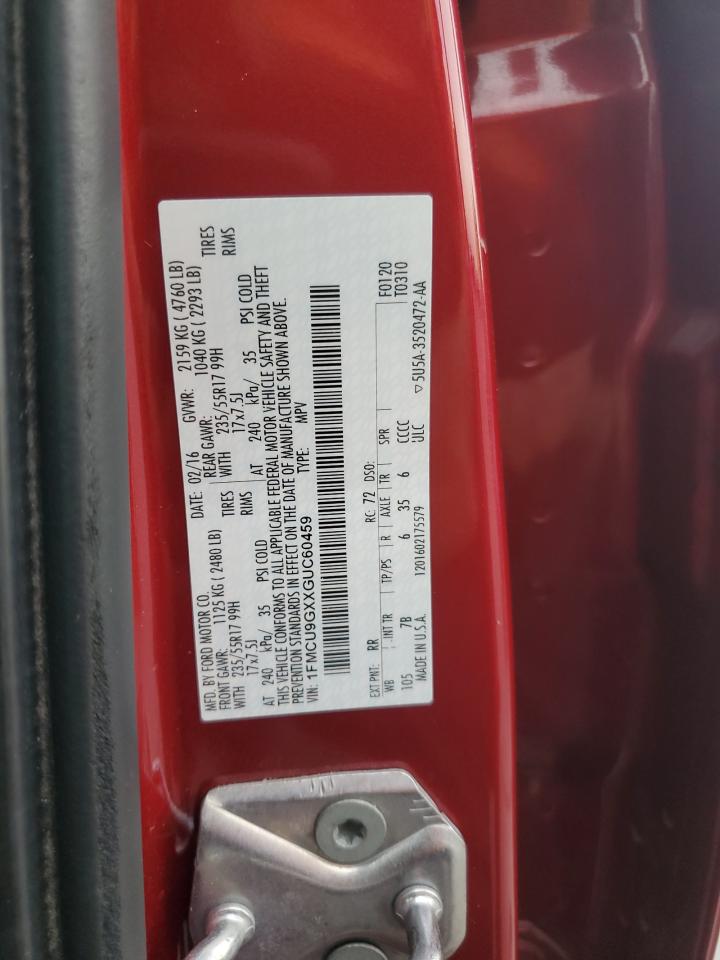 MFD. BY FORD MOTOR CO. DATE: 02/16 GVWR: 2159 KG ( 4760 LB)
FRONT GAWR: 1125 KG ( 2480 LB) REAR GAWR: 1040 KG ( 2293 LB)
WITH 235/55R17 99H TIRES WITH 235/55R17 99H TIRES
17x7.5J RIMS 17x7.5J RIMS
AT 240 kPa/ 35 PSI COLD AT 240 kPa/ 35 PSI COLD
THIS VEHICLE CONFORMS TO ALL APPLICABLE FEDERAL MOTOR VEHICLE SAFETY AND THEFT
PREVENTION STANDARDS IN EFFECT ON THE DATE OF MANUFACTURE SHOWN ABOVE.
VIN: 1FMCU9GXXGUC60459 TYPE: MPV
EXT PNT: RR RC: 72 DSO: F0120
WB INT TR TP/PS R AXLE TR SPR T0310
105 7B 6 35 6 CCCC
MADE IN U.S.A. 1201602175579 ULC ▽5U5A-3520472-AA